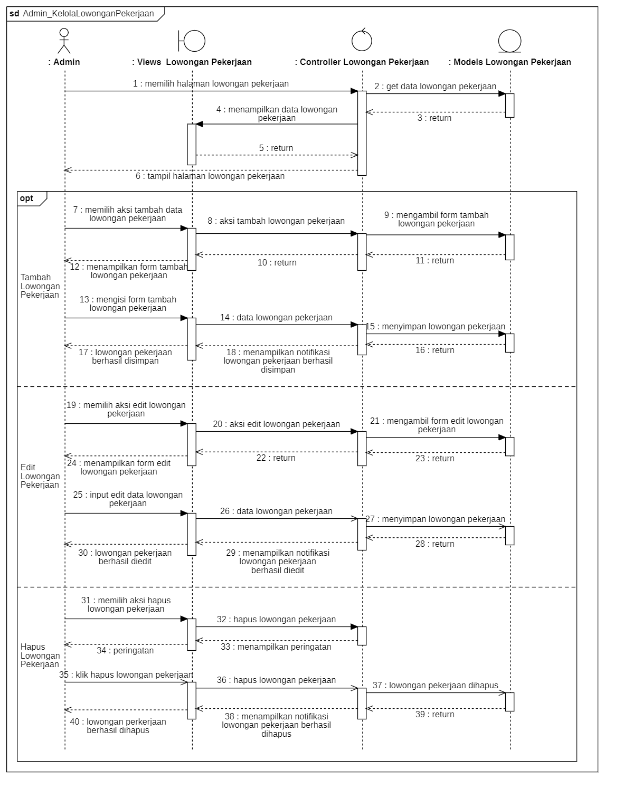 sd Admin_KelolaLowonganPekerjaan
: Admin
: Views  Lowongan Pekerjaan
: Controller Lowongan Pekerjaan
: Models Lowongan Pekerjaan
1 : memilih halaman lowongan pekerjaan
2 : get data lowongan pekerjaan
3 : return
4 : menampilkan data lowongan
pekerjaan
5 : return
6 : tampil halaman lowongan pekerjaan
opt
Tambah
Lowongan
Pekerjaan
7 : memilih aksi tambah data
lowongan pekerjaan
8 : aksi tambah lowongan pekerjaan
9 : mengambil form tambah
lowongan pekerjaan
10 : return
11 : return
12 : menampilkan form tambah
lowongan pekerjaan
13 : mengisi form tambah
lowongan pekerjaan
14 : data lowongan pekerjaan
15 : menyimpan lowongan pekerjaan
16 : return
17 : lowongan pekerjaan
berhasil disimpan
18 : menampilkan notifikasi
lowongan pekerjaan berhasil
disimpan
Edit
Lowongan
Pekerjaan
19 : memilih aksi edit lowongan
pekerjaan
20 : aksi edit lowongan pekerjaan
21 : mengambil form edit lowongan
pekerjaan
22 : return
23 : return
24 : menampilkan form edit
lowongan pekerjaan
25 : input edit data lowongan
pekerjaan
26 : data lowongan pekerjaan
27 : menyimpan lowongan pekerjaan
28 : return
29 : menampilkan notifikasi
lowongan pekerjaan
berhasil diedit
30 : lowongan pekerjaan
berhasil diedit
Hapus
Lowongan
Pekerjaan
31 : memilih aksi hapus
lowongan pekerjaan
32 : hapus lowongan pekerjaan
33 : menampilkan peringatan
34 : peringatan
35 : klik hapus lowongan pekerjaan
36 : hapus lowongan pekerjaan
37 : lowongan pekerjaan dihapus
38 : menampilkan notifikasi
lowongan pekerjaan berhasil
dihapus
39 : return
40 : lowongan perkerjaan
berhasil dihapus